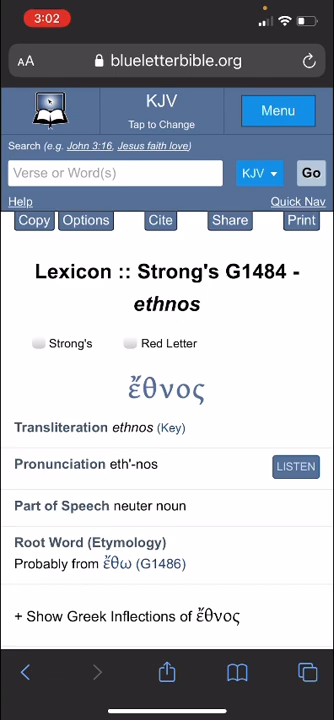 3:02
AA blueletterbible.org
KJV
Tap to Change
Menu
Search (e.g. John 3:16, Jesus faith love)
Verse or Word(s)
KJV
Go
Help Quick Nav
Copy Options Cite Share Print
Lexicon :: Strong's G1484 -
ethnos
Strong's Red Letter
ἔθνος
Transliteration ethnos (Key)
Pronunciation eth'-nos
LISTEN
Part of Speech neuter noun
Root Word (Etymology)
Probably from ἔθω (G1486)
+ Show Greek Inflections of ἔθνος